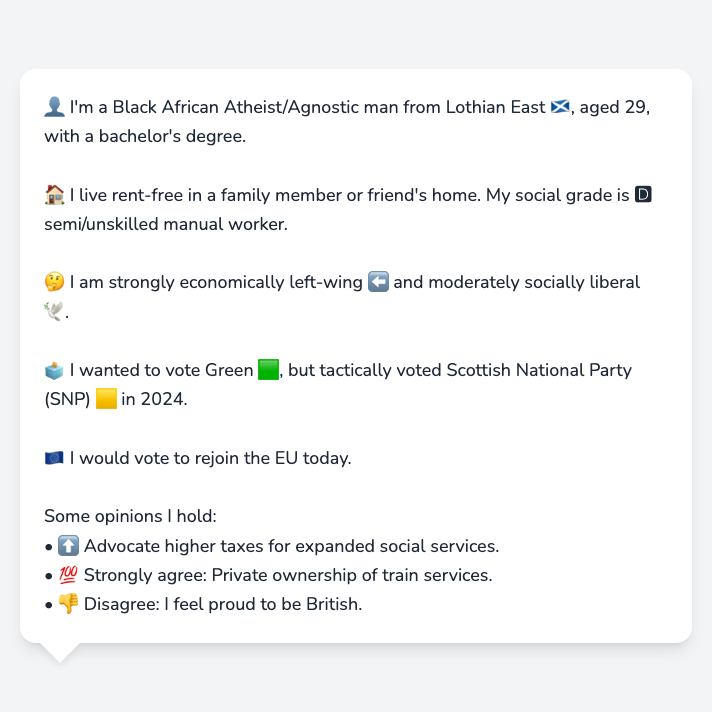 👤 I'm a Black African Atheist/Agnostic man from Lothian East 🏴󠁧󠁢󠁳󠁣󠁴󠁿, aged 29,
with a bachelor's degree.
🏠 I live rent-free in a family member or friend's home. My social grade is 🅳
semi/unskilled manual worker.
🤔 I am strongly economically left-wing ⬅️ and moderately socially liberal
🕊️.
🗳️ I wanted to vote Green 🟩, but tactically voted Scottish National Party
(SNP) 🟨 in 2024.
🇪🇺 I would vote to rejoin the EU today.
Some opinions I hold:
• ⬆️ Advocate higher taxes for expanded social services.
• 💯 Strongly agree: Private ownership of train services.
• 👎 Disagree: I feel proud to be British.